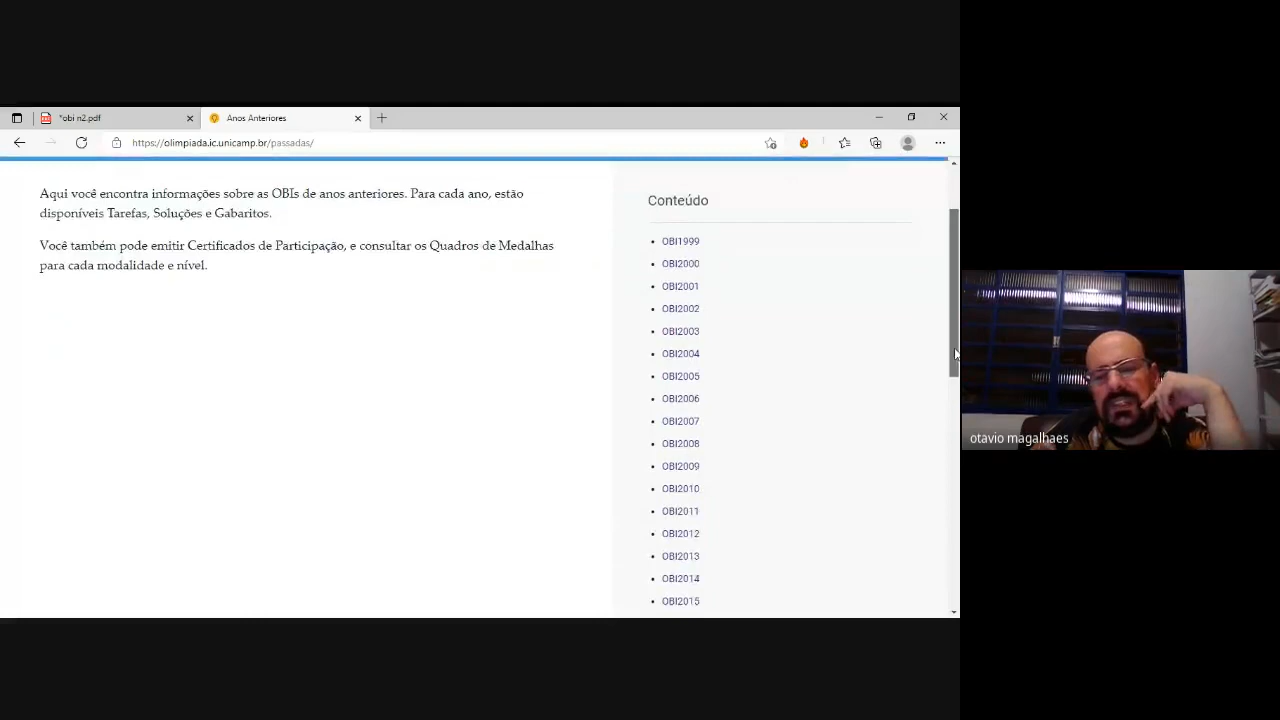 *obi n2.pdf
Anos Anteriores
https://olimpiada.ic.unicamp.br/passadas/
Aqui você encontra informações sobre as OBIs de anos anteriores. Para cada ano, estão
disponíveis Tarefas, Soluções e Gabaritos.
Você também pode emitir Certificados de Participação, e consultar os Quadros de Medalhas
para cada modalidade e nível.
Conteúdo
OBI1999
OBI2000
OBI2001
OBI2002
OBI2003
OBI2004
OBI2005
OBI2006
OBI2007
OBI2008
OBI2009
OBI2010
OBI2011
OBI2012
OBI2013
OBI2014
OBI2015
otavio magalhaes